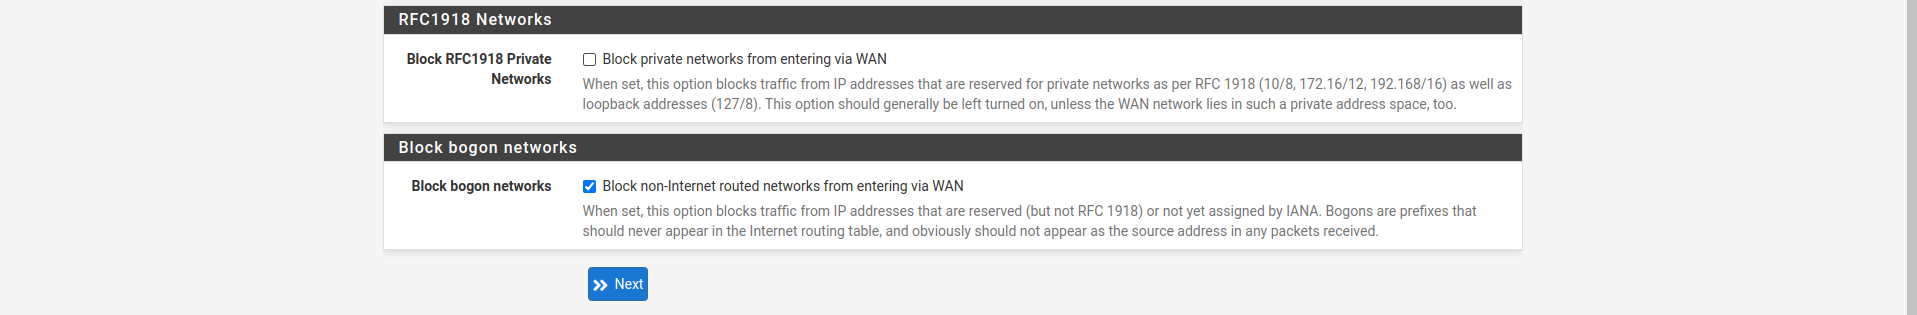 RFC1918 Networks
Block RFC1918 Private
Networks
Block private networks from entering via WAN
When set, this option blocks traffic from IP addresses that are reserved for private networks as per RFC 1918 (10/8, 172.16/12, 192.168/16) as well as
loopback addresses (127/8). This option should generally be left turned on, unless the WAN network lies in such a private address space, too.
Block bogon networks
Block bogon networks
Block non-Internet routed networks from entering via WAN
When set, this option blocks traffic from IP addresses that are reserved (but not RFC 1918) or not yet assigned by IANA. Bogons are prefixes that
should never appear in the Internet routing table, and obviously should not appear as the source address in any packets received.
Next